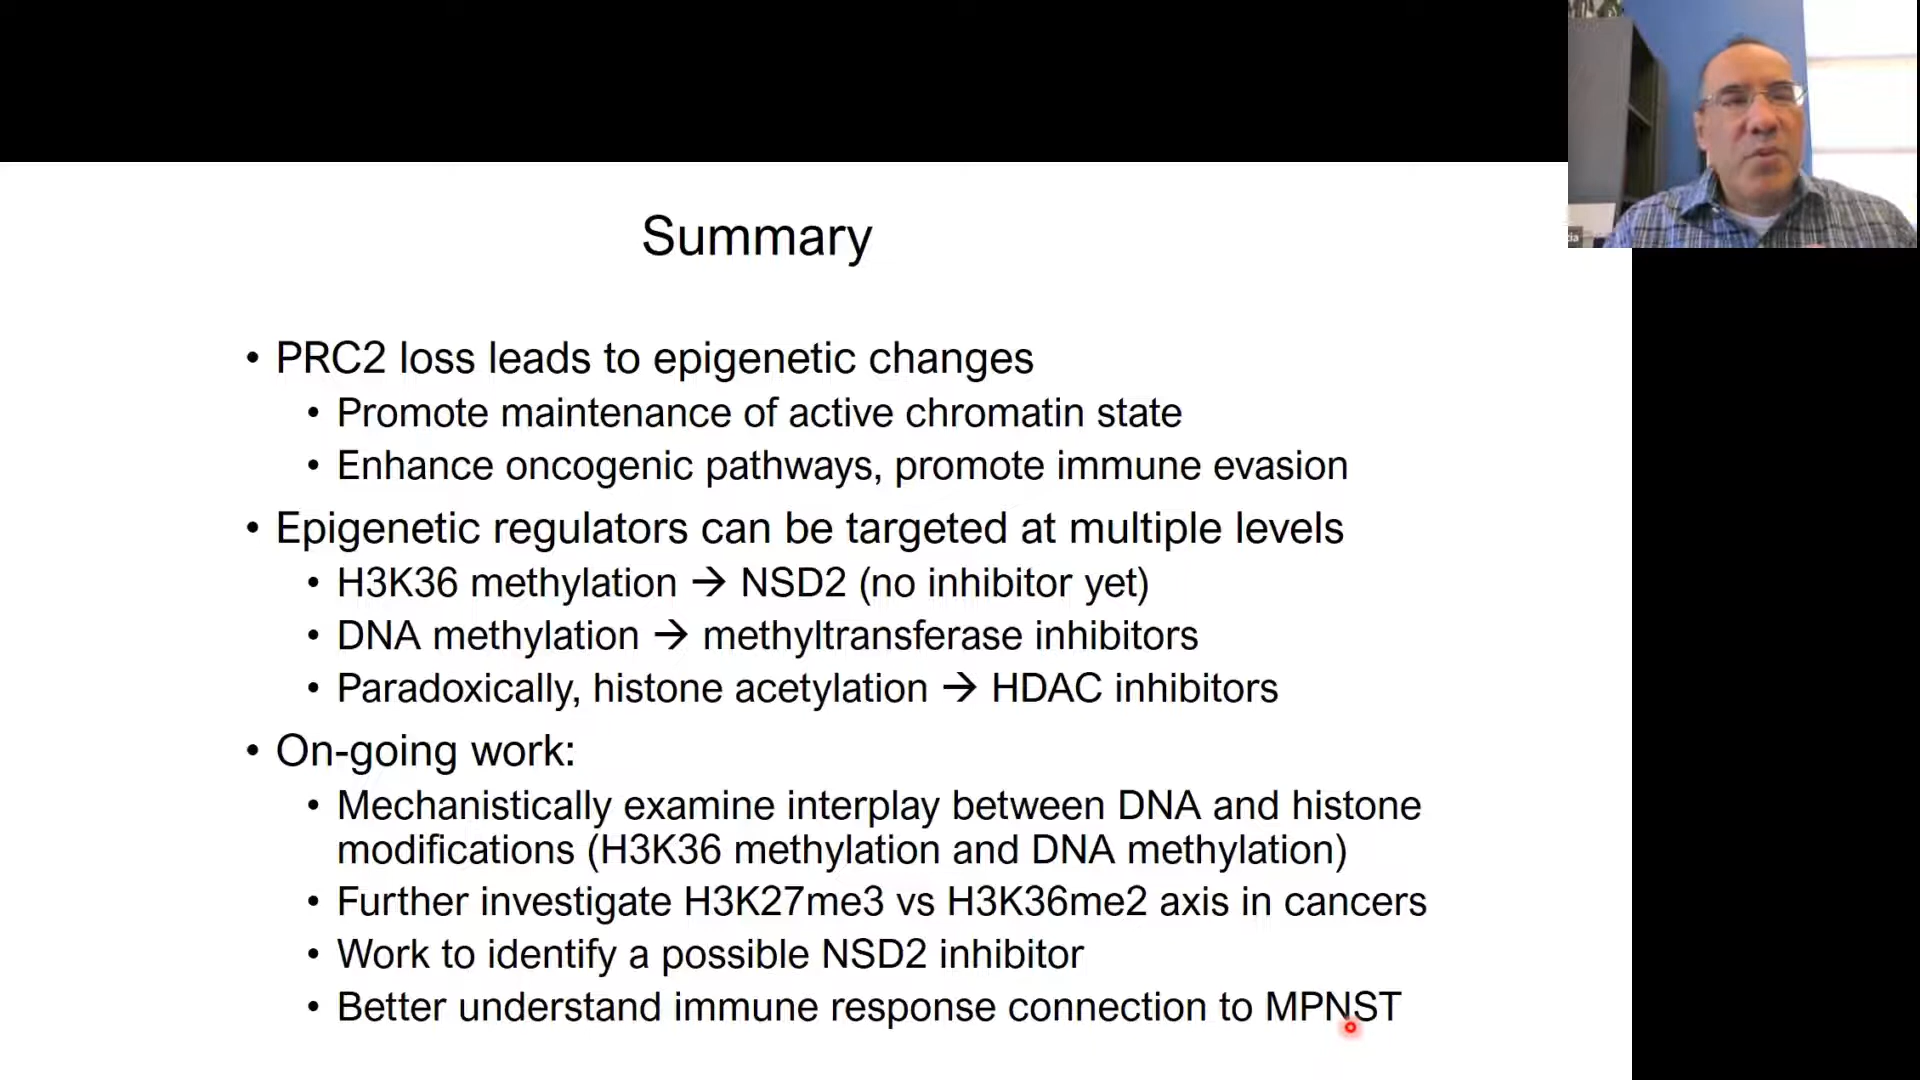 Summary
• PRC2 loss leads to epigenetic changes
• Promote maintenance of active chromatin state
• Enhance oncogenic pathways, promote immune evasion
• Epigenetic regulators can be targeted at multiple levels
• H3K36 methylation → NSD2 (no inhibitor yet)
• DNA methylation → methyltransferase inhibitors
• Paradoxically, histone acetylation → HDAC inhibitors
• On-going work:
• Mechanistically examine interplay between DNA and histone
modifications (H3K36 methylation and DNA methylation)
• Further investigate H3K27me3 vs H3K36me2 axis in cancers
• Work to identify a possible NSD2 inhibitor
• Better understand immune response connection to MPNST